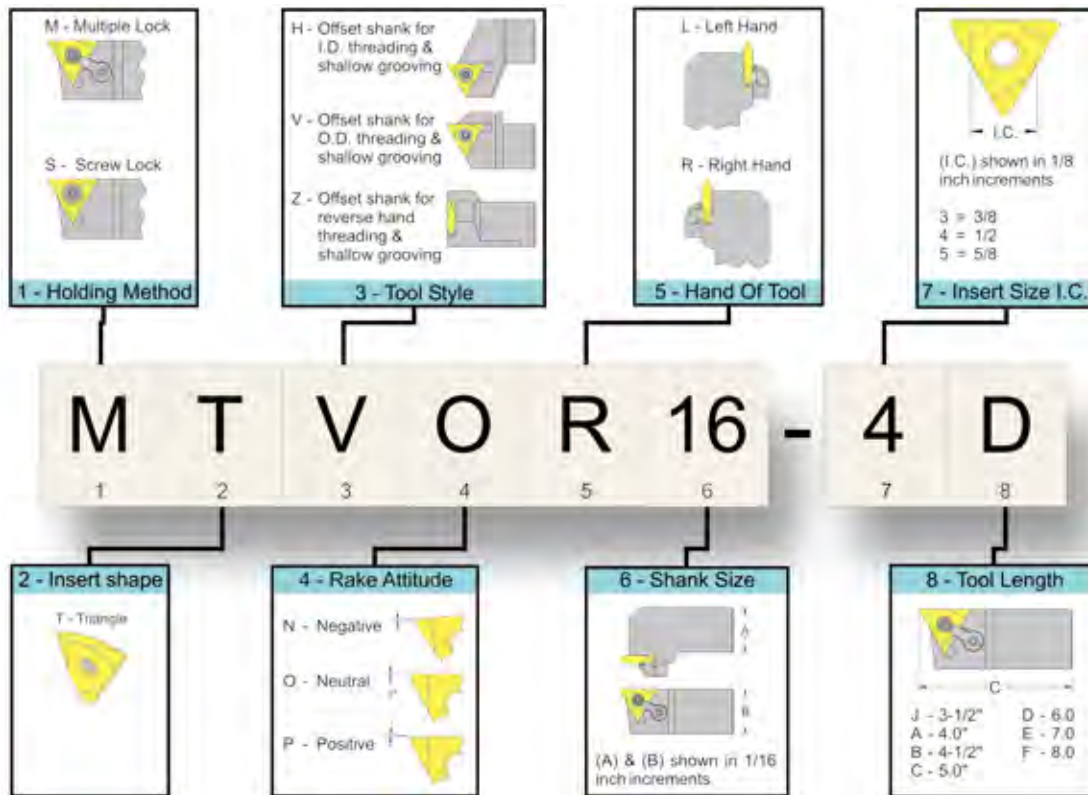 M - Multiple Lock
S - Screw Lock
1 - Holding Method
H - Offset shank for
I.D. threading &
shallow grooving
V - Offset shank for
O.D. threading &
shallow grooving
Z - Offset shank for
reverse hand
threading &
shallow grooving
3 - Tool Style
L - Left Hand
R - Right Hand
5 - Hand Of Tool
I.C.
(I.C.) shown in 1/8
inch increments
3 = 3/8
4 = 1/2
5 = 5/8
7 - Insert Size I.C.
M T V O R 16 - 4 D
1 2 3 4 5 6 7 8
2 - Insert shape
T - Triangle
4 - Rake Attitude
N - Negative
O - Neutral
P - Positive
6 - Shank Size
A
B
(A) & (B) shown in 1/16
inch increments
8 - Tool Length
C
J - 3-1/2" D - 6.0
A - 4.0" E - 7.0
B - 4-1/2" F - 8.0
C - 5.0"